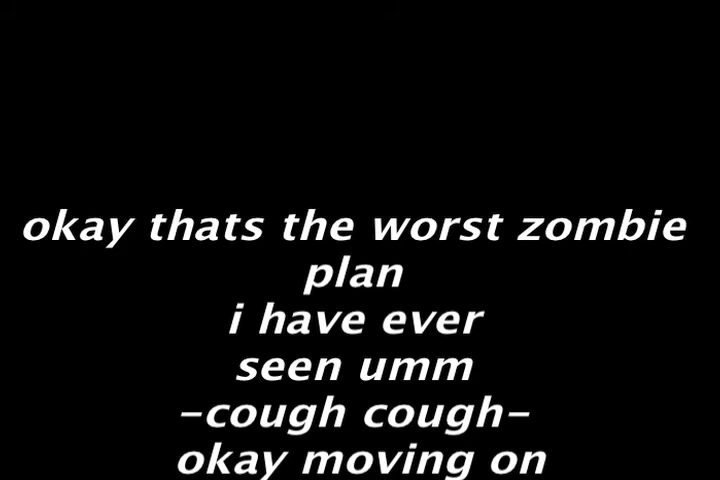 okay thats the worst zombie
plan
i have ever
seen umm
-cough cough-
okay moving on